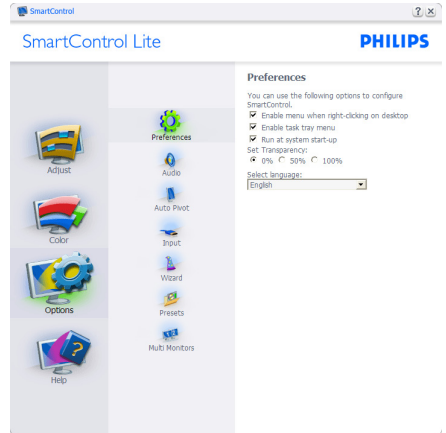 SmartControl
SmartControl Lite
PHILIPS
Adjust
Color
Options
Help
Preferences
Audio
Auto Pivot
Input
Wizard
Presets
Multi Monitors
Preferences
You can use the following options to configure
SmartControl.
Enable menu when right-clicking on desktop
Enable task tray menu
Run at system start-up
Set Transparency:
0% 50% 100%
Select language:
English